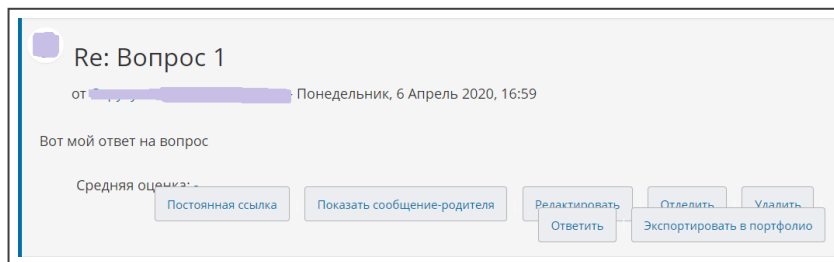 Re: Вопрос 1
от - Понедельник, 6 Апрель 2020, 16:59
Вот мой ответ на вопрос
Средняя оценка: -
Постоянная ссылка Показать сообщение-родителя Редактировать Отделить Удалить
Ответить Экспортировать в портфолио